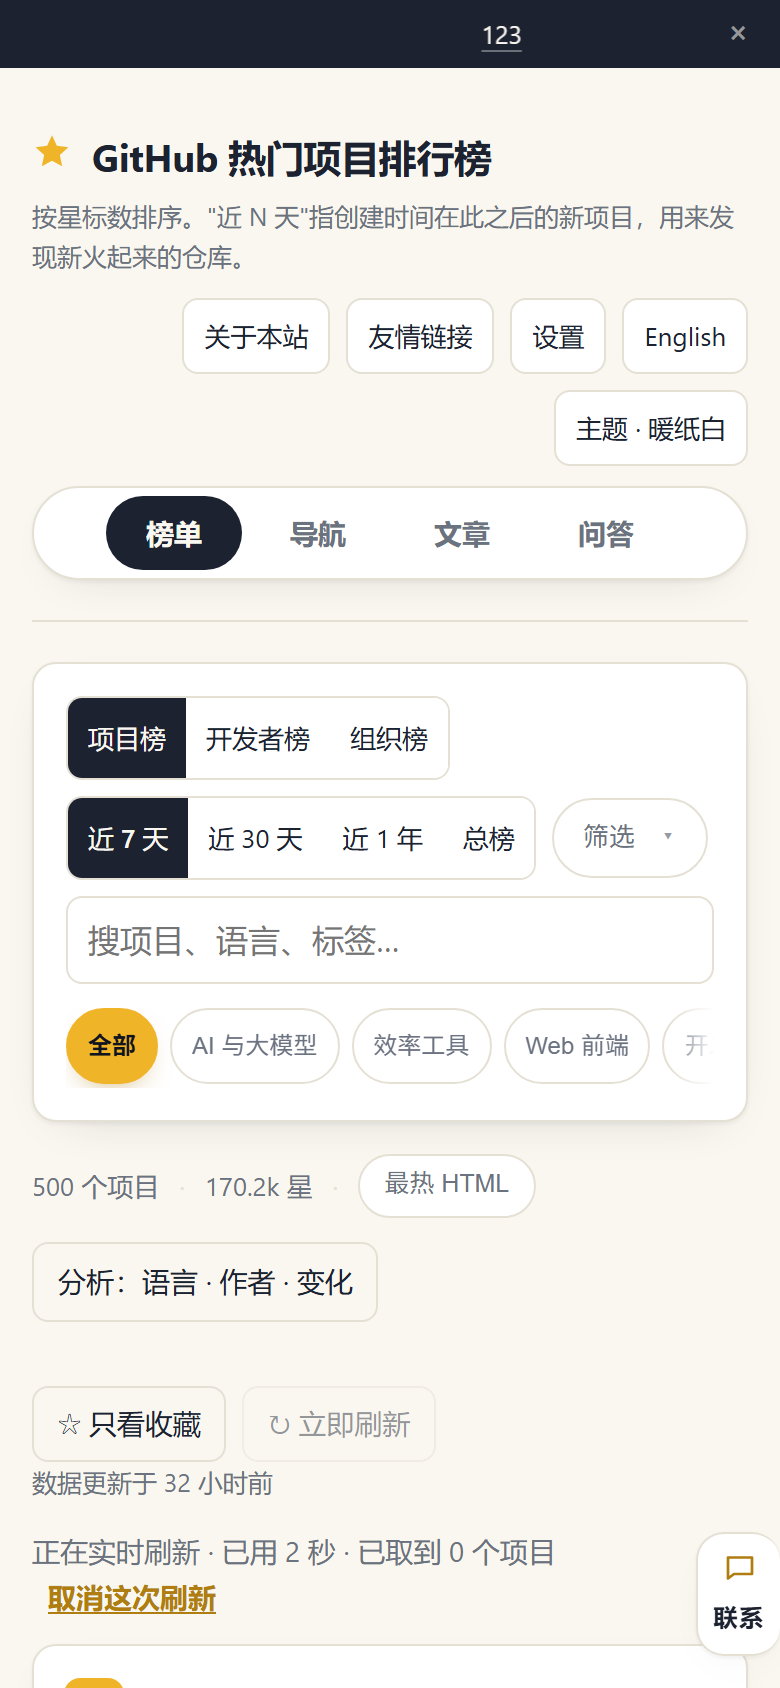 123 ×
GitHub 热门项目排行榜
按星标数排序。"近 N 天"指创建时间在此之后的新项目，用来发
现新火起来的仓库。
关于本站 友情链接 设置 English
主题 · 暖纸白
榜单 导航 文章 问答
项目榜 开发者榜 组织榜
近 7 天 近 30 天 近 1 年 总榜 筛选 ▾
搜项目、语言、标签...
全部 AI 与大模型 效率工具 Web 前端 开
500 个项目 · 170.2k 星 · 最热 HTML
分析：语言 · 作者 · 变化
☆ 只看收藏 ↻ 立即刷新
数据更新于 32 小时前
正在实时刷新 · 已用 2 秒 · 已取到 0 个项目
取消这次刷新
联系